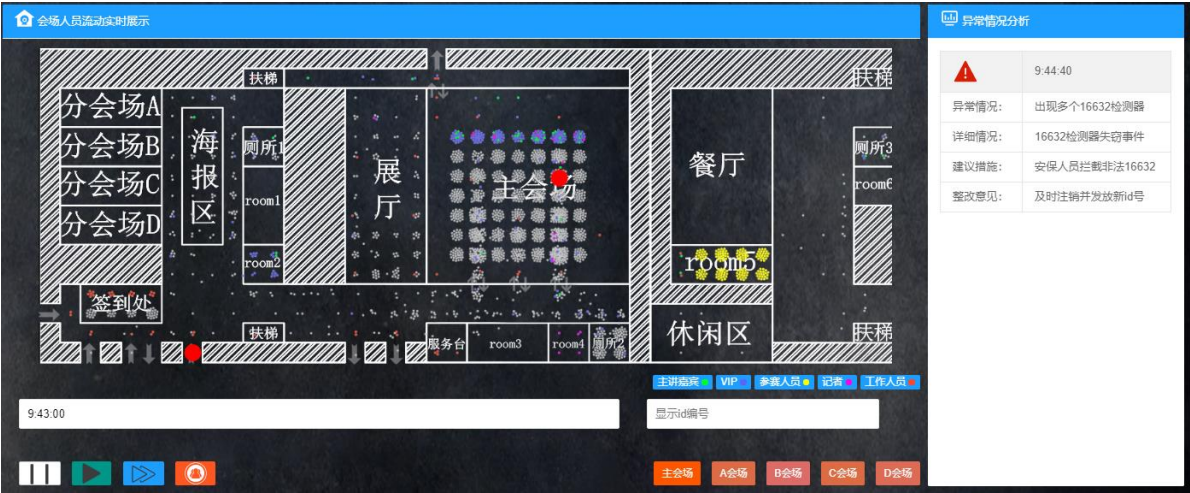 会场人员流动实时展示
异常情况分析
9:44:40
异常情况: 出现多个16632检测器
详细情况: 16632检测器失窃事件
建议措施: 安保人员拦截非法16632
整改意见: 及时注销并发放新id号
扶梯
扶梯
分会场A
分会场B
分会场C
分会场D
海报区
厕所1
room1
room2
展厅
主会场
餐厅
厕所3
room6
room5
签到处
扶梯
服务台
room3
room4
厕所2
休闲区
扶梯
主讲嘉宾 VIP 参赛人员 记者 工作人员
9:43:00
显示id编号
主会场 A会场 B会场 C会场 D会场